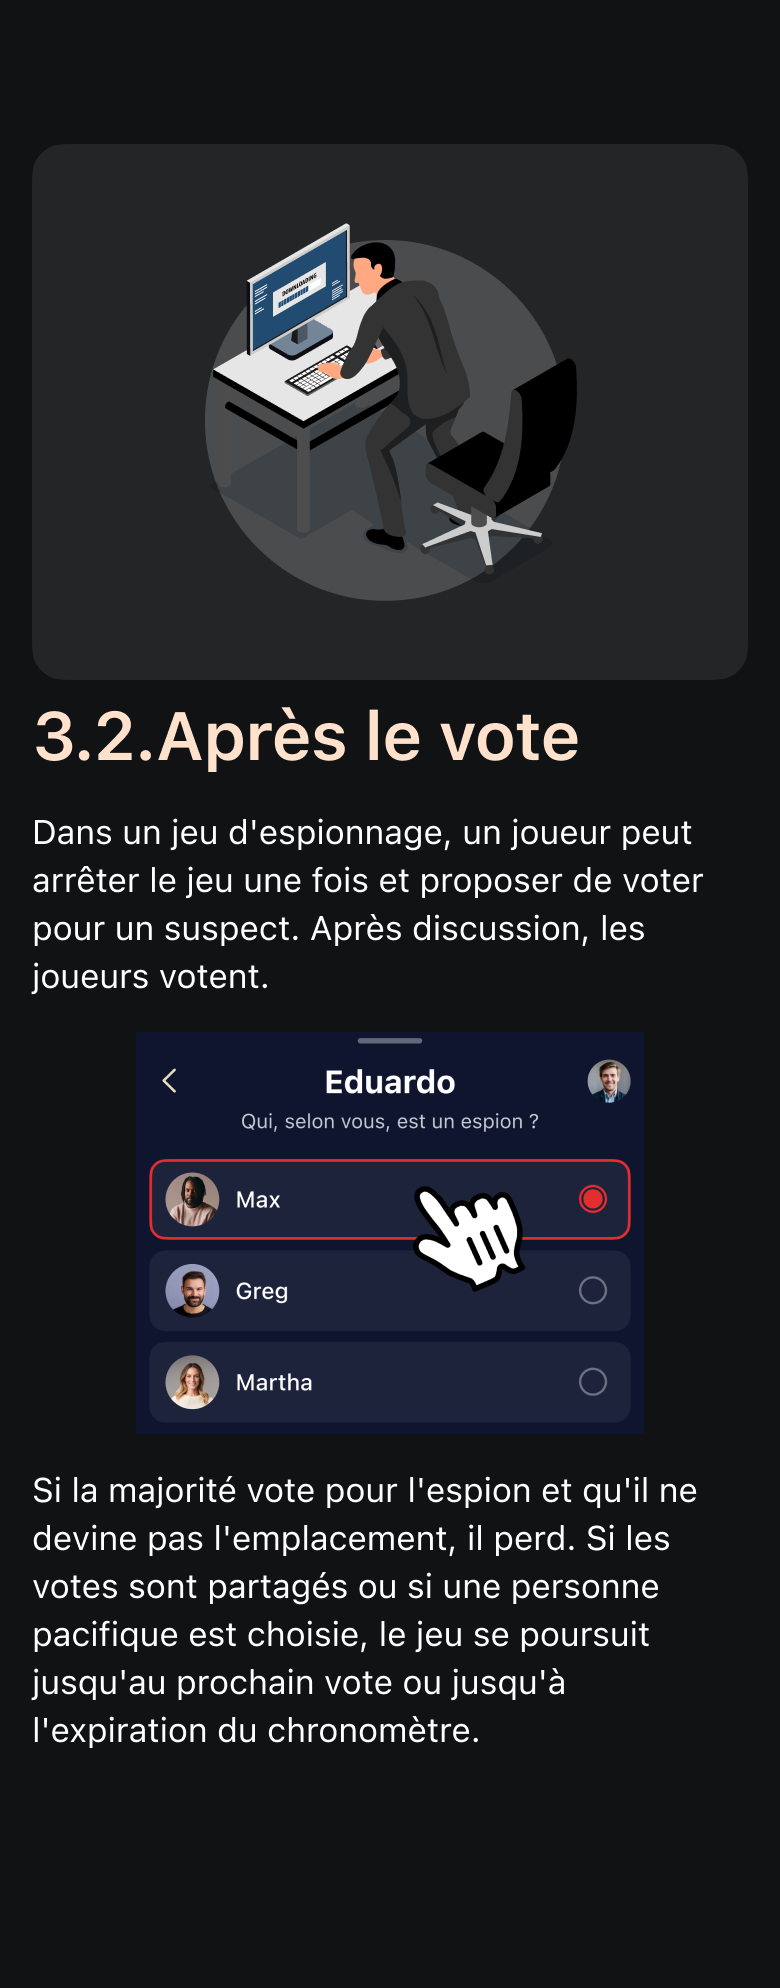 DOWNLOADING
3.2.Après le vote
Dans un jeu d'espionnage, un joueur peut
arrêter le jeu une fois et proposer de voter
pour un suspect. Après discussion, les
joueurs votent.
Eduardo
Qui, selon vous, est un espion ?
Max
Greg
Martha
Si la majorité vote pour l'espion et qu'il ne
devine pas l'emplacement, il perd. Si les
votes sont partagés ou si une personne
pacifique est choisie, le jeu se poursuit
jusqu'au prochain vote ou jusqu'à
l'expiration du chronomètre.